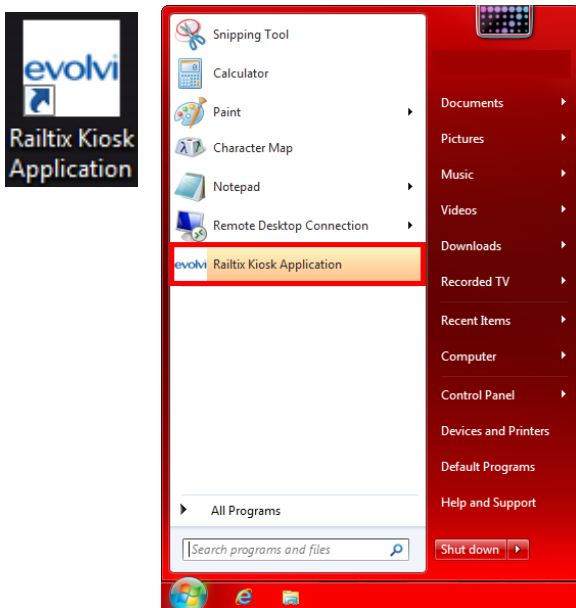 evolvi
Railtix Kiosk
Application
Snipping Tool
Calculator
Paint
Character Map
Notepad
Remote Desktop Connection
evolvi Railtix Kiosk Application
All Programs
Search programs and files
Documents
Pictures
Music
Videos
Downloads
Recorded TV
Recent Items
Computer
Control Panel
Devices and Printers
Default Programs
Help and Support
Shut down